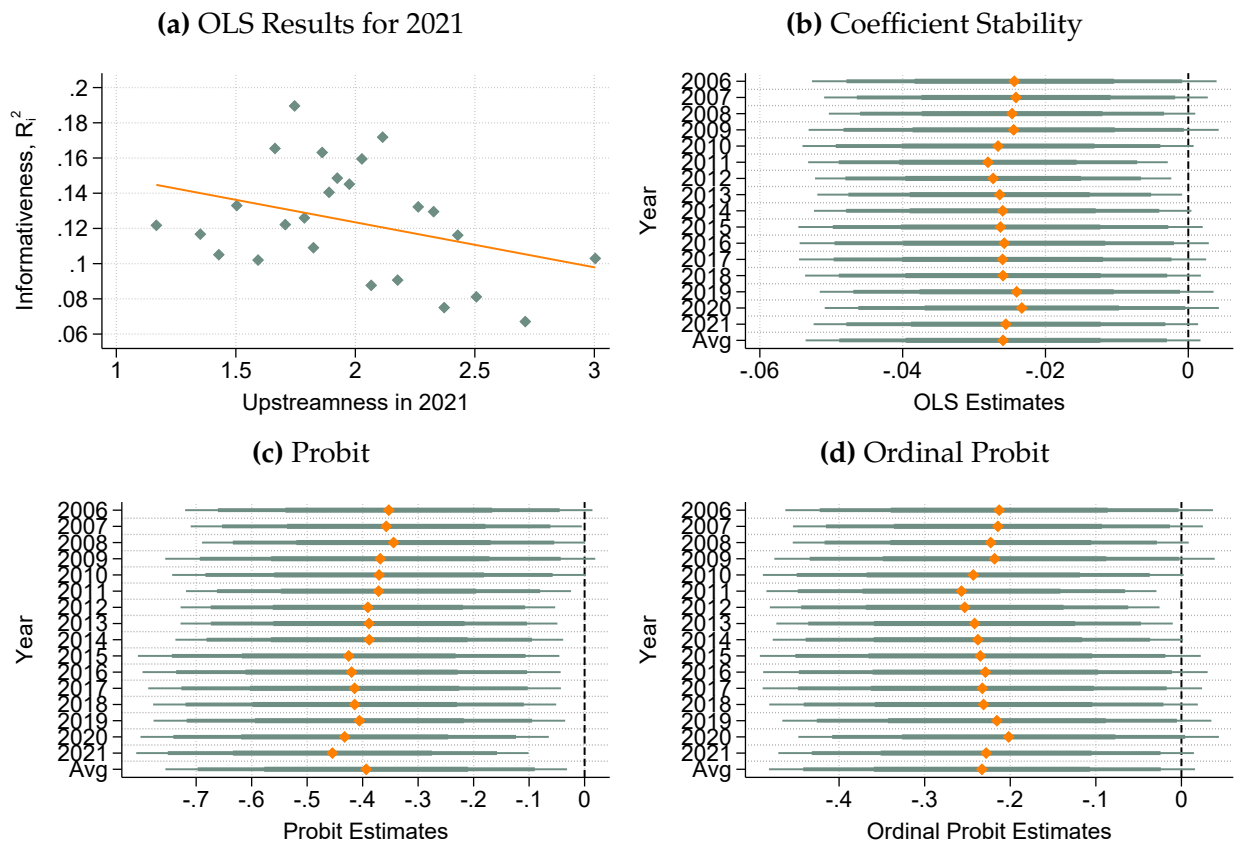 (a) OLS Results for 2021
.2
.18
.16
.14
.12
.1
.08
.06
Informativeness, R_i^2
1 1.5 2 2.5 3
Upstreamness in 2021
(b) Coefficient Stability
2006
2007
2008
2009
2010
2011
2012
2013
2014
2015
2016
2017
2018
2019
2020
2021
Avg
Year
-.06 -.04 -.02 0
OLS Estimates
(c) Probit
2006
2007
2008
2009
2010
2011
2012
2013
2014
2015
2016
2017
2018
2019
2020
2021
Avg
Year
-.7 -.6 -.5 -.4 -.3 -.2 -.1 0
Probit Estimates
(d) Ordinal Probit
2006
2007
2008
2009
2010
2011
2012
2013
2014
2015
2016
2017
2018
2019
2020
2021
Avg
Year
-.4 -.3 -.2 -.1 0
Ordinal Probit Estimates